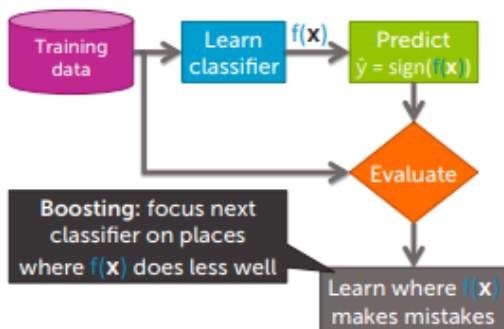 Training
data
Learn
classifier
f(x)
Predict
ŷ = sign(f(x))
Evaluate
Boosting: focus next
classifier on places
where f(x) does less well
Learn where f(x)
makes mistakes